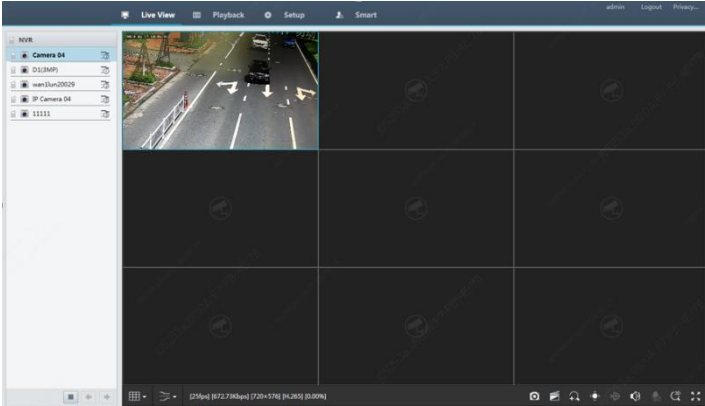 admin Logout Privacy...
Live View Playback Setup Smart
NVR
Camera 04
D1(3MP)
wan1lun20029
IP Camera 04
11111
[25fps] [672.73Kbps] [720×576] [H.265] [0.00%]